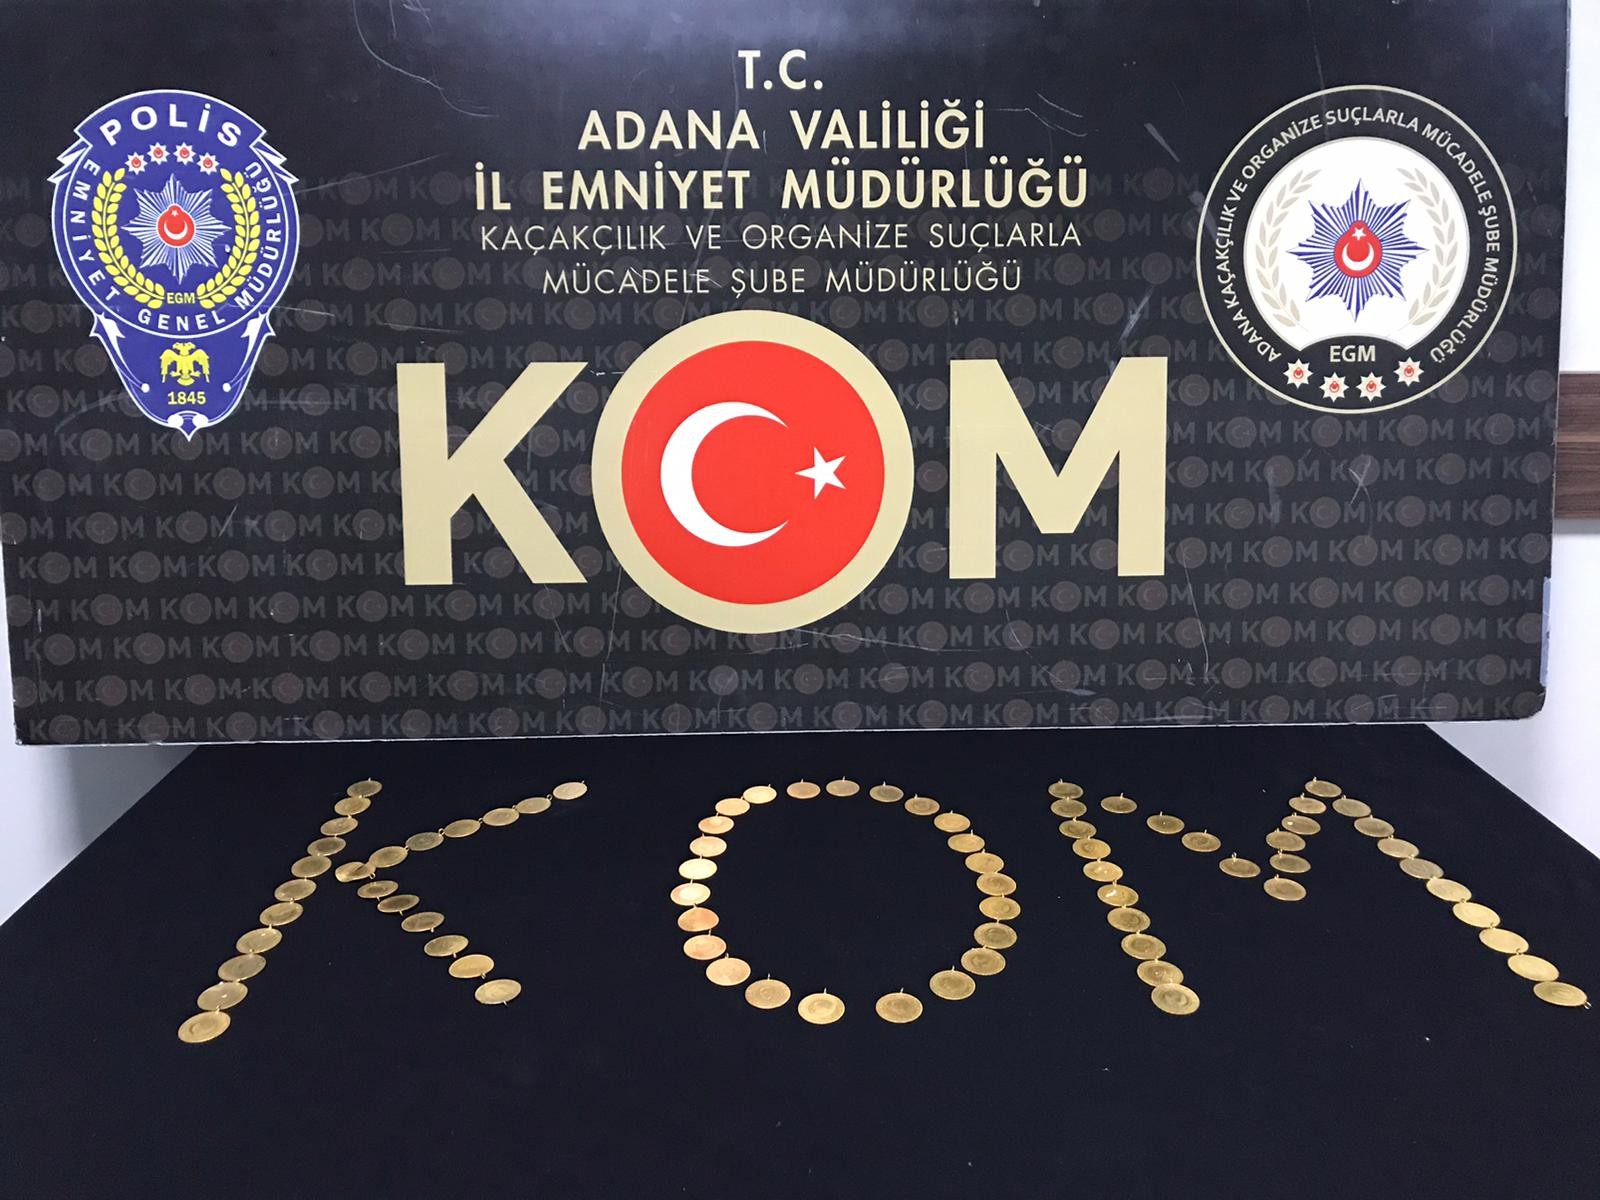 T.C.
ADANA VALİLİĞİ
İL EMNİYET MÜDÜRLÜĞÜ
KAÇAKÇILIK VE ORGANİZE SUÇLARLA
MÜCADELE ŞUBE MÜDÜRLÜĞÜ
KOM
POLİS
EMNİYET GENEL MÜDÜRLÜĞÜ
EGM
1845
ADANA KAÇAKÇILIK VE ORGANİZE SUÇLARLA MÜCADELE ŞUBE MÜDÜRLÜĞÜ
EGM
KOM